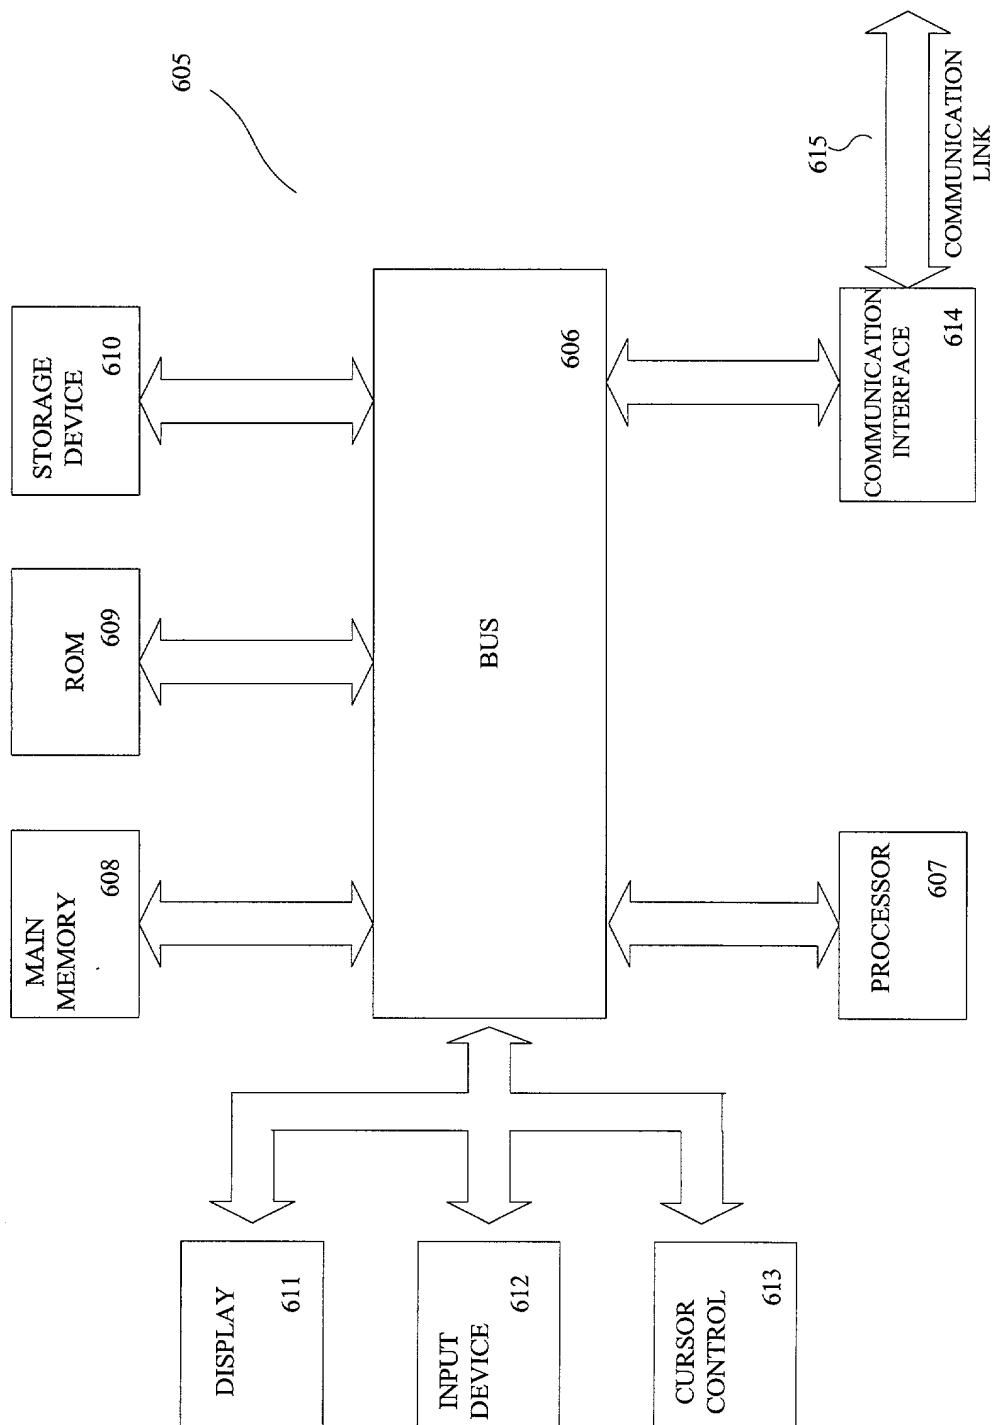 605
DISPLAY
611
INPUT
DEVICE
612
CURSOR
CONTROL
613
MAIN
MEMORY
608
ROM
609
STORAGE
DEVICE
610
BUS
606
PROCESSOR
607
COMMUNICATION
INTERFACE
614
615
COMMUNICATION
LINK